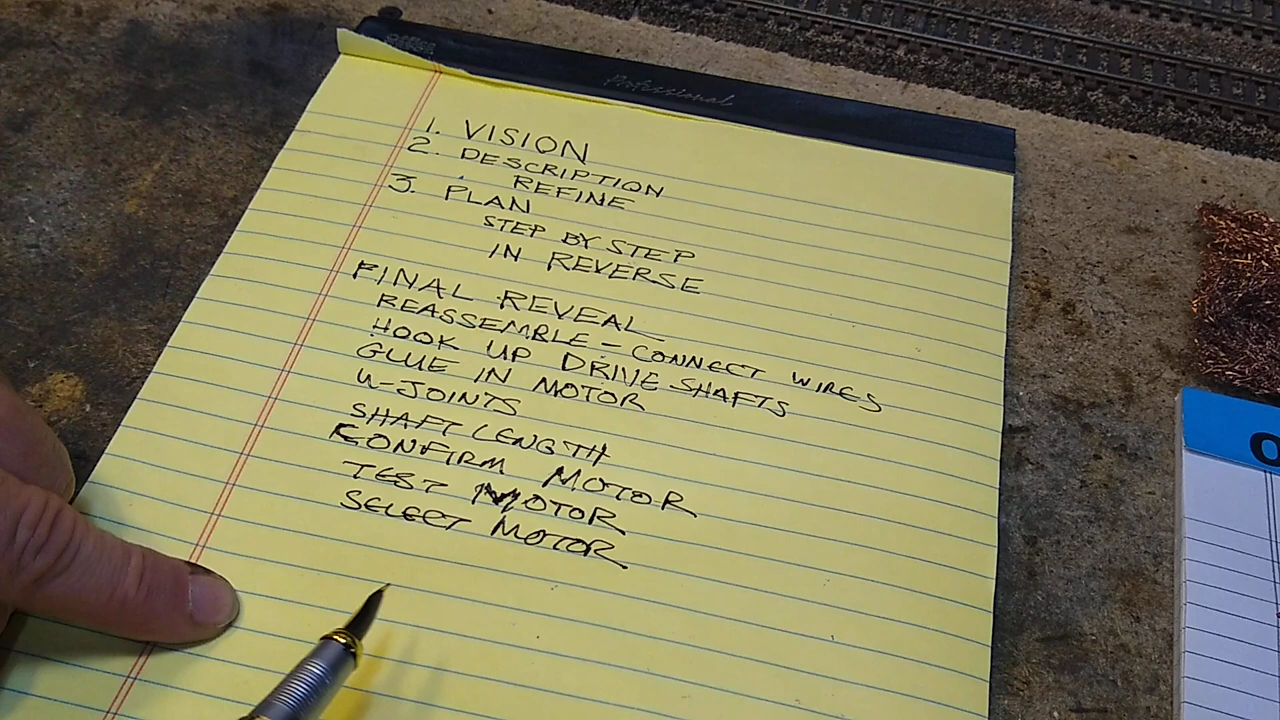 Professional
1. VISION
2. DESCRIPTION
REFINE
3. PLAN
STEP BY STEP
IN REVERSE
FINAL REVEAL
REASSEMBLE - CONNECT WIRES
HOOK UP DRIVE SHAFTS
GLUE IN MOTOR
U-JOINTS
SHAFT LENGTH
CONFIRM MOTOR
TEST MOTOR
SELECT MOTOR